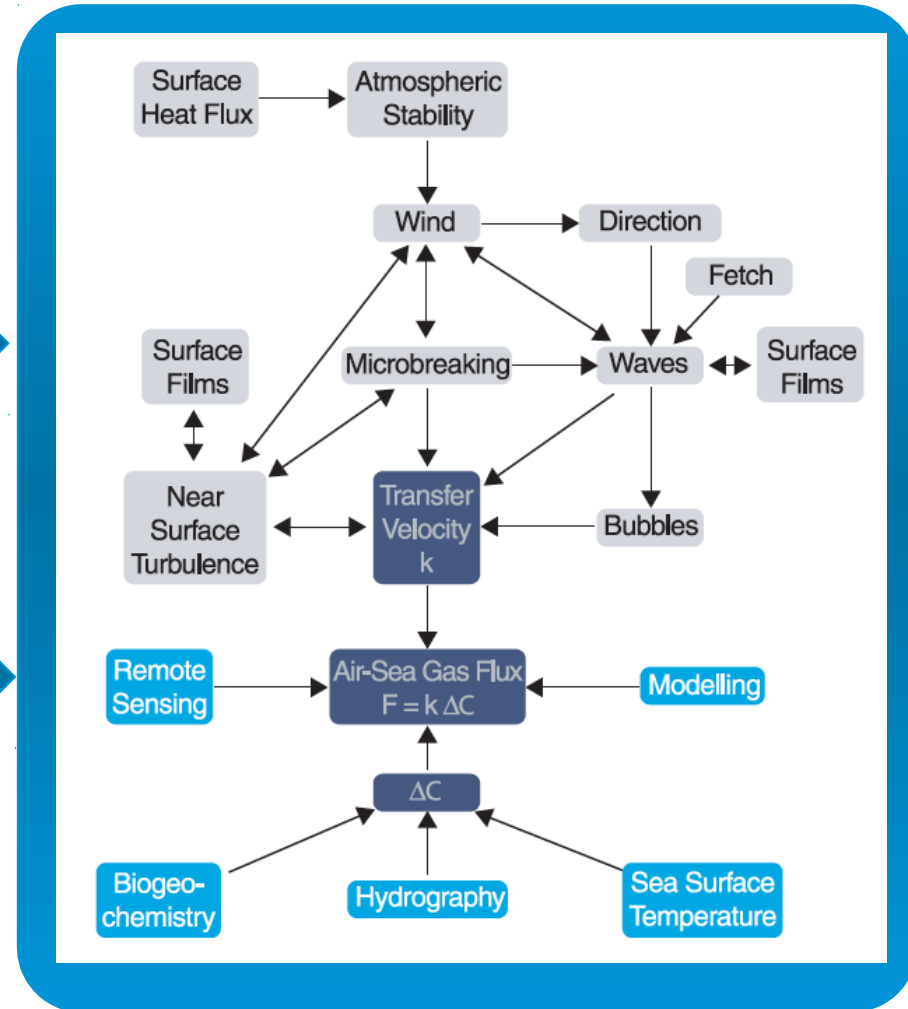 Surface
Heat Flux
Atmospheric
Stability
Wind
Direction
Fetch
Surface
Films
Microbreaking
Waves
Surface
Films
Near
Surface
Turbulence
Transfer
Velocity
k
Bubbles
Remote
Sensing
Air-Sea Gas Flux
F = k ΔC
Modelling
ΔC
Biogeo-
chemistry
Hydrography
Sea Surface
Temperature